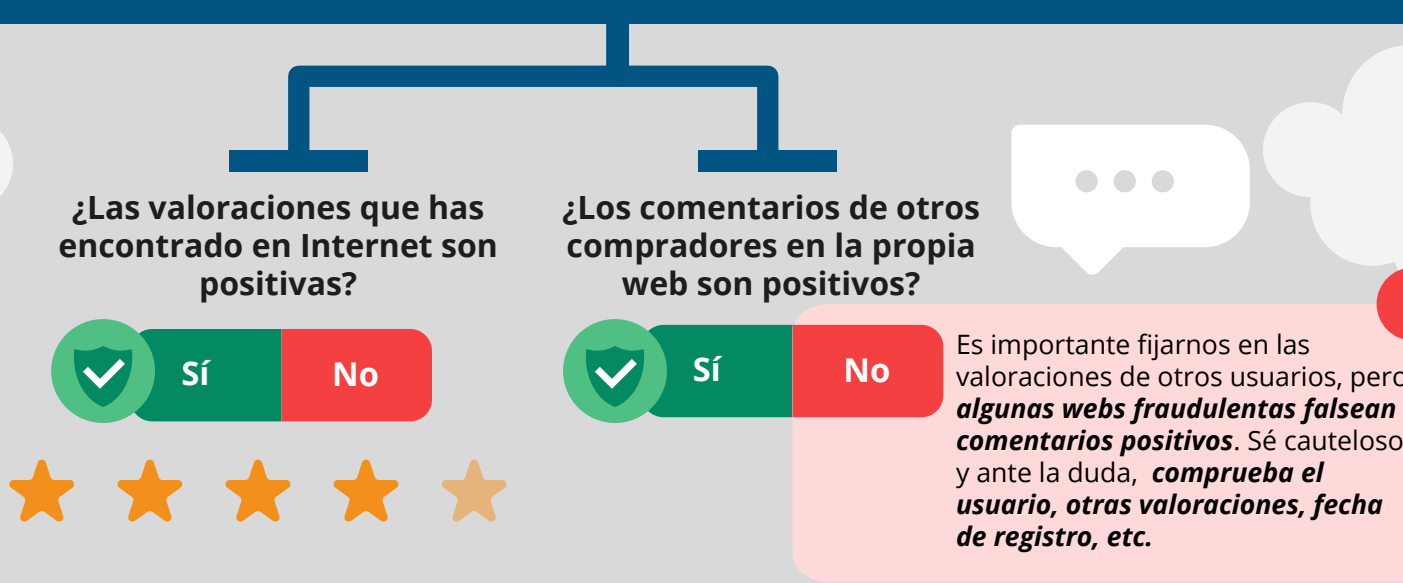 ¿Las valoraciones que has
encontrado en Internet son
positivas?
Sí
No
¿Los comentarios de otros
compradores en la propia
web son positivos?
Sí
No
Es importante fijarnos en las
valoraciones de otros usuarios, pero
algunas webs fraudulentas falsean
comentarios positivos. Sé cauteloso
y ante la duda, comprueba el
usuario, otras valoraciones, fecha
de registro, etc.